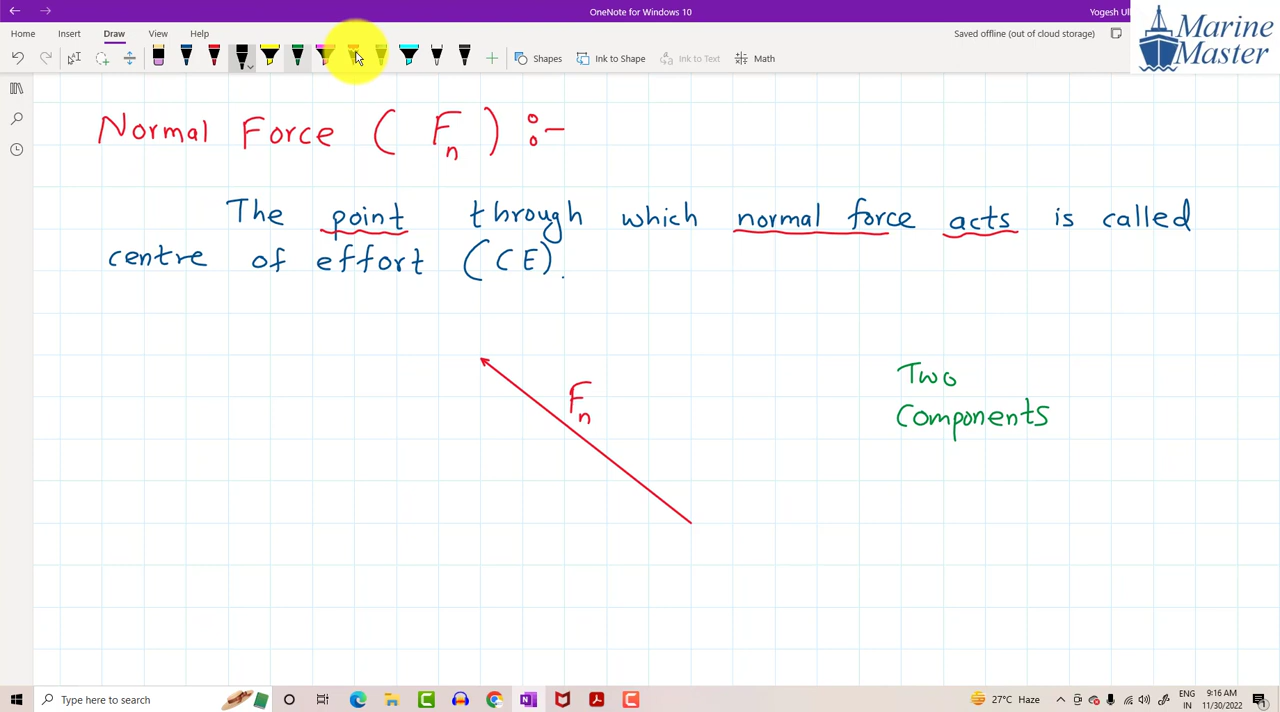 OneNote for Windows 10
Yogesh Ull
Marine
Master
Home Insert Draw View Help
Saved offline (out of cloud storage)
Shapes Ink to Shape Ink to Text Math
Normal Force ( Fn ) :-
The point through which normal force acts is called
centre of effort (CE).
Fn
Two
Components
Type here to search
27°C Haze
ENG
IN
9:16 AM
11/30/2022